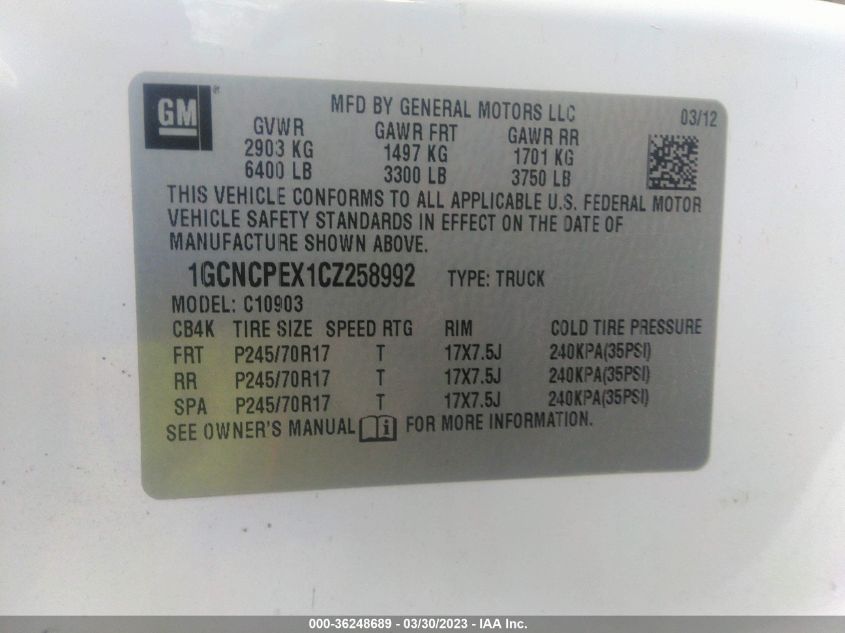 GM®
MFD BY GENERAL MOTORS LLC
03/12
GVWR GAWR FRT GAWR RR
2903 KG 1497 KG 1701 KG
6400 LB 3300 LB 3750 LB
THIS VEHICLE CONFORMS TO ALL APPLICABLE U.S. FEDERAL MOTOR
VEHICLE SAFETY STANDARDS IN EFFECT ON THE DATE OF
MANUFACTURE SHOWN ABOVE.
1GCNCPEX1CZ258992 TYPE: TRUCK
MODEL: C10903
CB4K TIRE SIZE SPEED RTG RIM COLD TIRE PRESSURE
FRT P245/70R17 T 17X7.5J 240KPA(35PSI)
RR P245/70R17 T 17X7.5J 240KPA(35PSI)
SPA P245/70R17 T 17X7.5J 240KPA(35PSI)
SEE OWNER'S MANUAL FOR MORE INFORMATION.
000-36248689 - 03/30/2023 - IAA Inc.